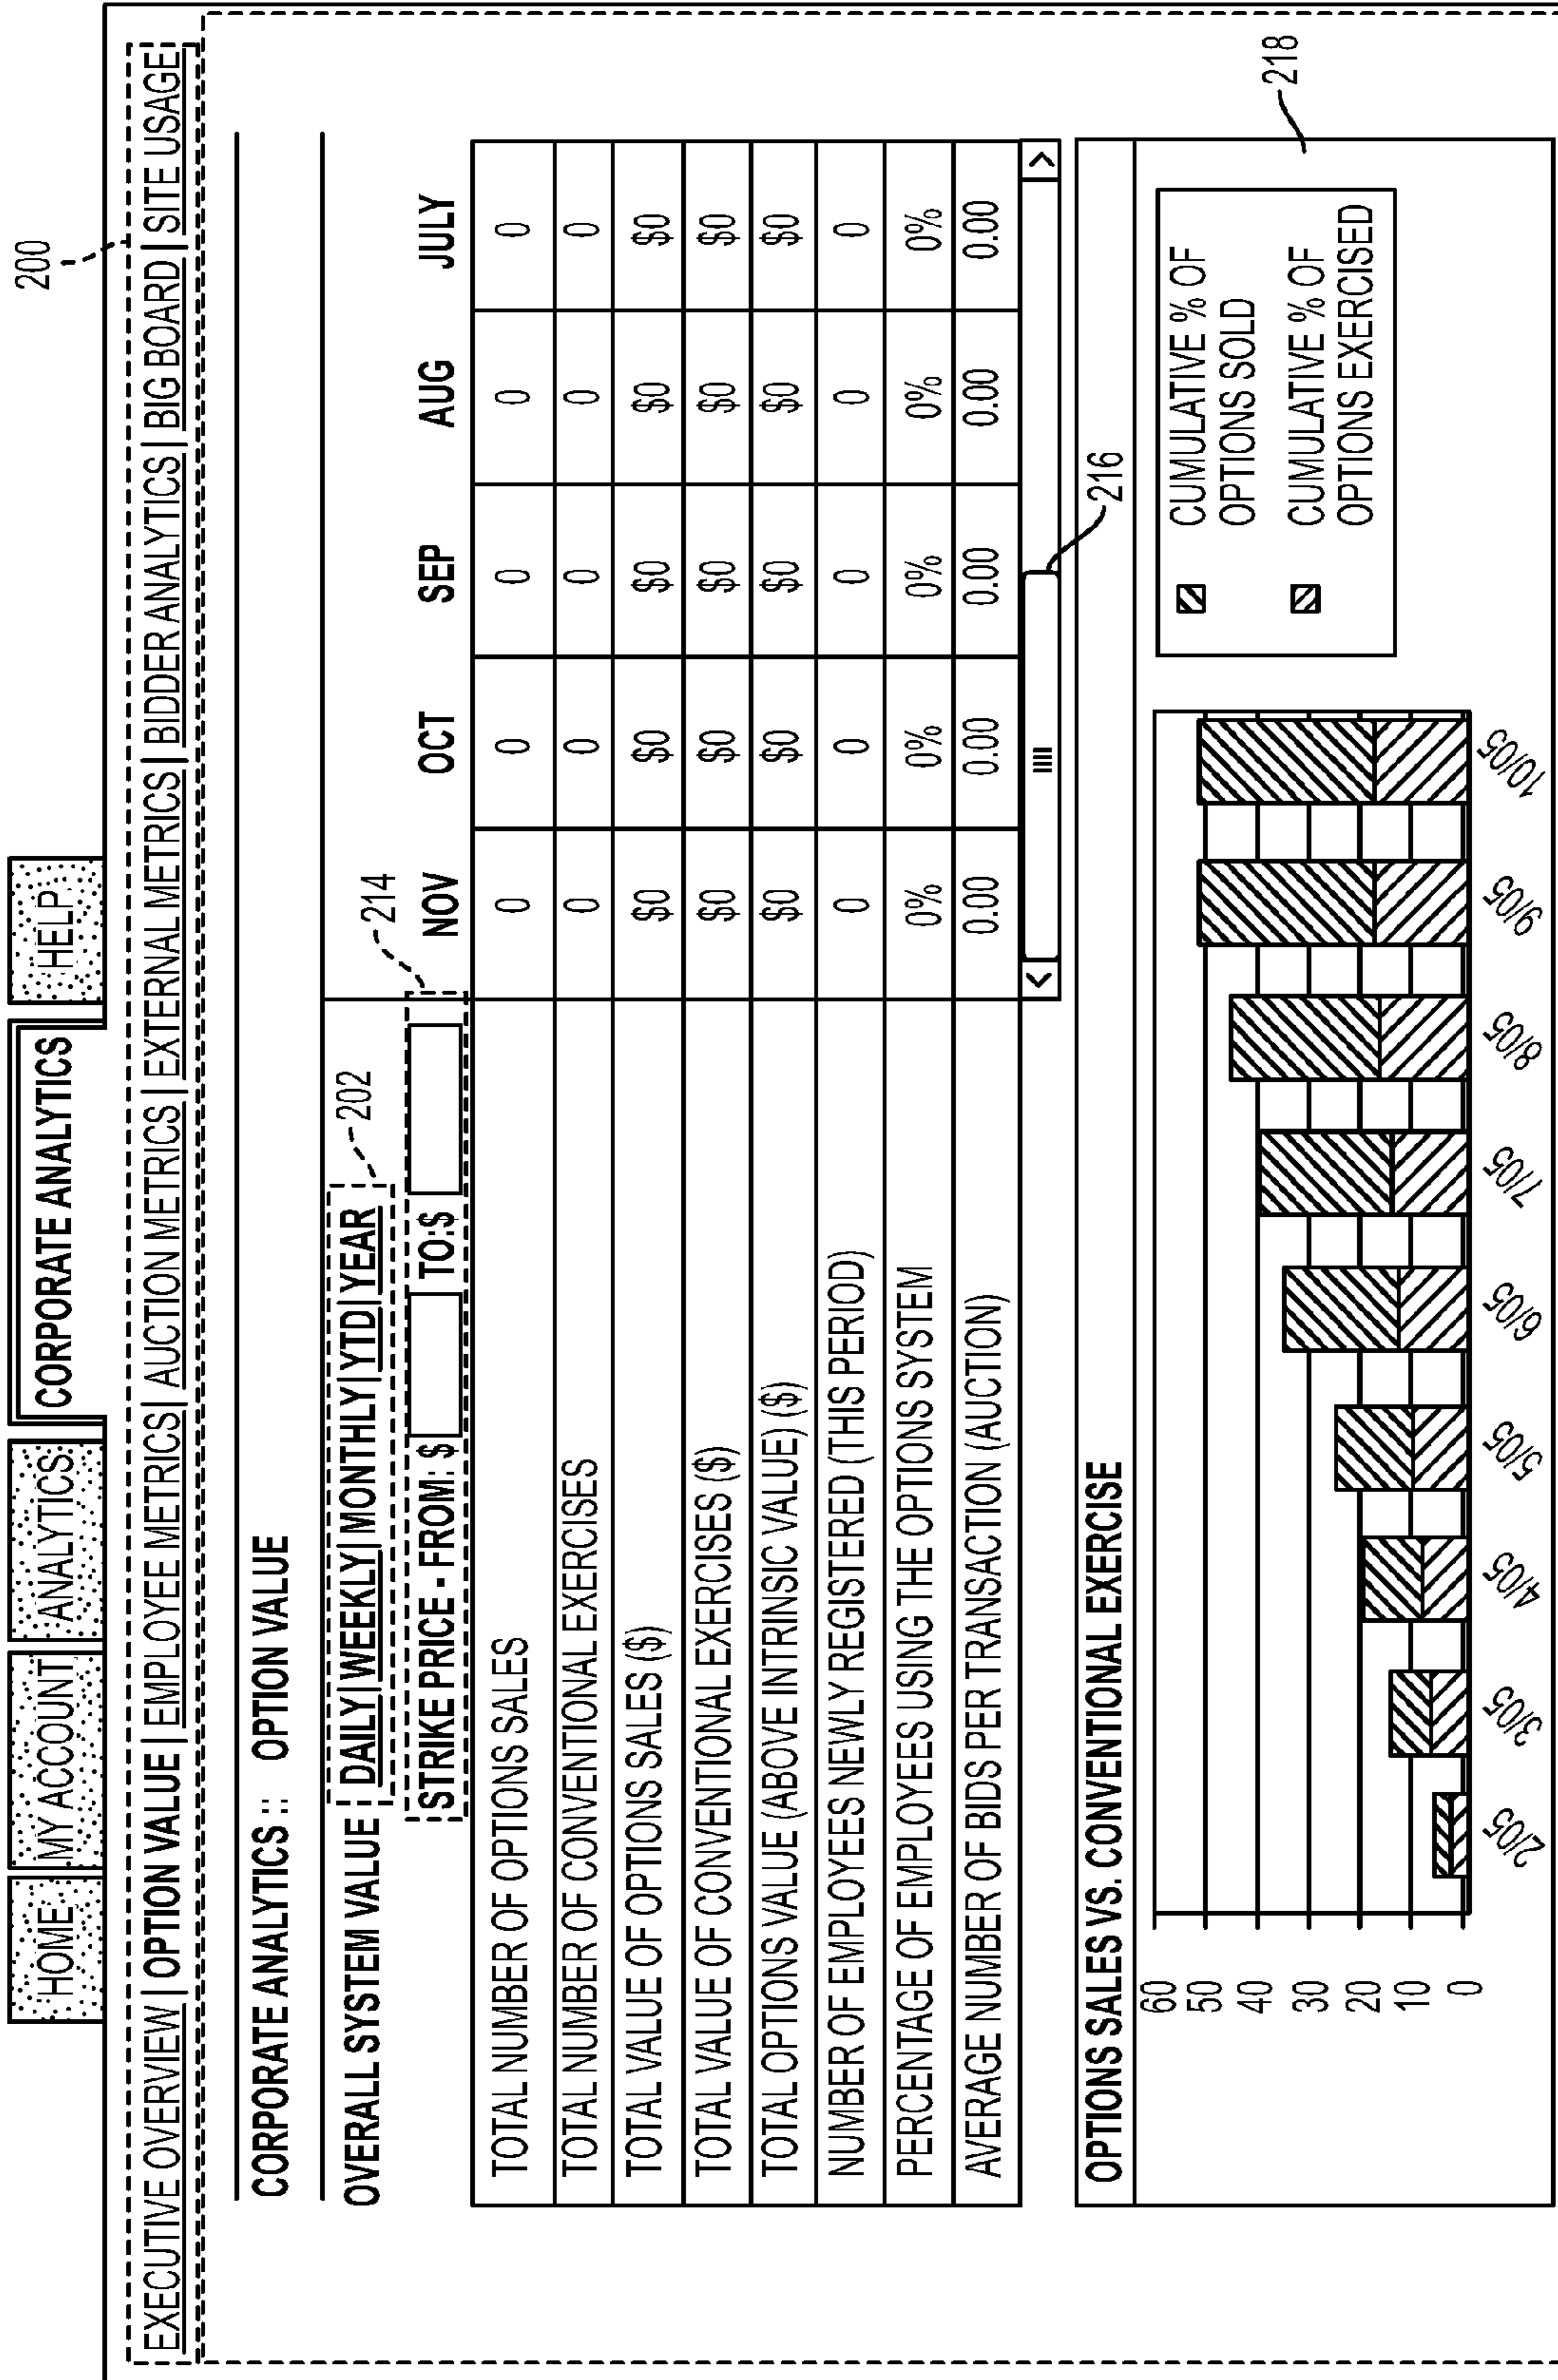 200
HOME MY ACCOUNT ANALYTICS CORPORATE ANALYTICS HELP
EXECUTIVE OVERVIEW | OPTION VALUE | EMPLOYEE METRICS | AUCTION METRICS | EXTERNAL METRICS | BIDDER ANALYTICS | BIG BOARD | SITE USAGE
CORPORATE ANALYTICS :: OPTION VALUE
OVERALL SYSTEM VALUE : DAILY | WEEKLY | MONTHLY | YTD | YEAR 202
STRIKE PRICE - FROM: $ TO:$ 214 NOV OCT SEP AUG JULY
TOTAL NUMBER OF OPTIONS SALES 0 0 0 0 0
TOTAL NUMBER OF CONVENTIONAL EXERCISES 0 0 0 0 0
TOTAL VALUE OF OPTIONS SALES ($) $0 $0 $0 $0 $0
TOTAL VALUE OF CONVENTIONAL EXERCISES ($) $0 $0 $0 $0 $0
TOTAL OPTIONS VALUE (ABOVE INTRINSIC VALUE) ($) $0 $0 $0 $0 $0
NUMBER OF EMPLOYEES NEWLY REGISTERED (THIS PERIOD) 0 0 0 0 0
PERCENTAGE OF EMPLOYEES USING THE OPTIONS SYSTEM 0% 0% 0% 0% 0%
AVERAGE NUMBER OF BIDS PER TRANSACTION (AUCTION) 0.00 0.00 0.00 0.00 0.00
< >
216
OPTIONS SALES VS. CONVENTIONAL EXERCISE
60
50
40
30
20
10
0
2/05 3/05 4/05 5/05 6/05 7/05 8/05 9/05 10/05
CUMULATIVE % OF
OPTIONS SOLD
CUMULATIVE % OF
OPTIONS EXERCISED
218